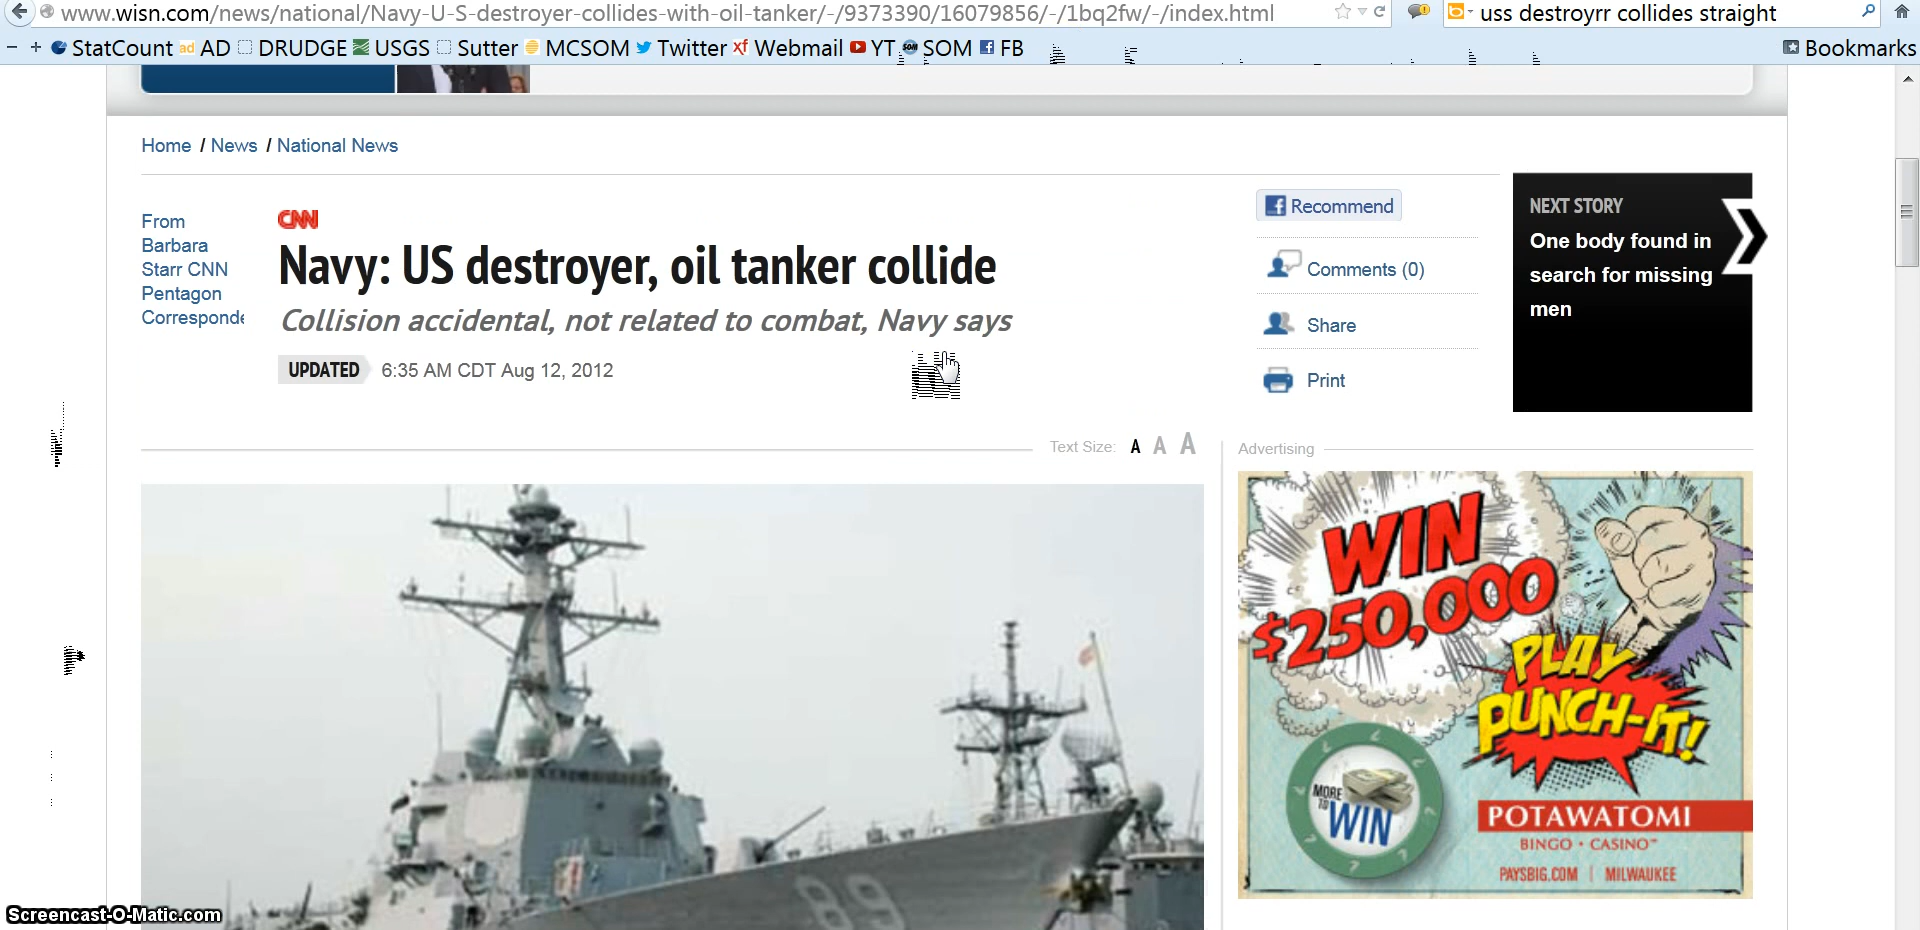 www.wisn.com/news/national/Navy-U-S-destroyer-collides-with-oil-tanker/-/9373390/16079856/-/1bq2fw/-/index.html
uss destroyrr collides straight
StatCount ad AD DRUDGE USGS Sutter MCSOM Twitter xf Webmail YT SOM FB Bookmarks
Home / News / National News
From
Barbara
Starr CNN
Pentagon
Corresponde
CNN
Navy: US destroyer, oil tanker collide
Collision accidental, not related to combat, Navy says
UPDATED 6:35 AM CDT Aug 12, 2012
Recommend
Comments (0)
Share
Print
NEXT STORY
One body found in
search for missing
men
Text Size: A A A
Advertising
WIN
$250,000
PLAY
PUNCH-IT!
MORE
TO
WIN
POTAWATOMI
BINGO • CASINO
PAYSBIG.COM | MILWAUKEE
89
Screencast-O-Matic.com